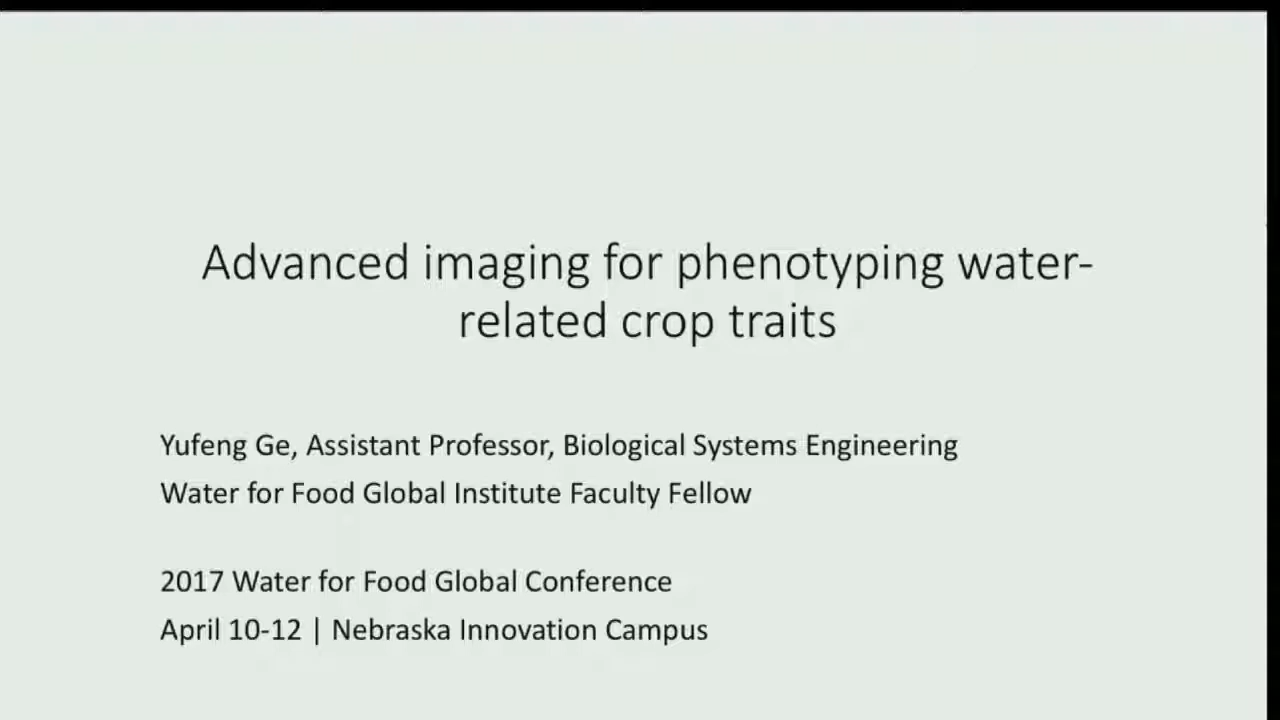 Advanced imaging for phenotyping water-
related crop traits
Yufeng Ge, Assistant Professor, Biological Systems Engineering
Water for Food Global Institute Faculty Fellow
2017 Water for Food Global Conference
April 10-12 | Nebraska Innovation Campus